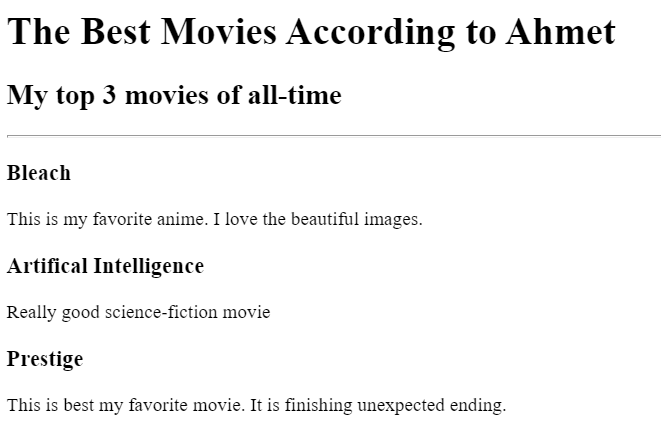 The Best Movies According to Ahmet
My top 3 movies of all-time
Bleach
This is my favorite anime. I love the beautiful images.
Artifical Intelligence
Really good science-fiction movie
Prestige
This is best my favorite movie. It is finishing unexpected ending.